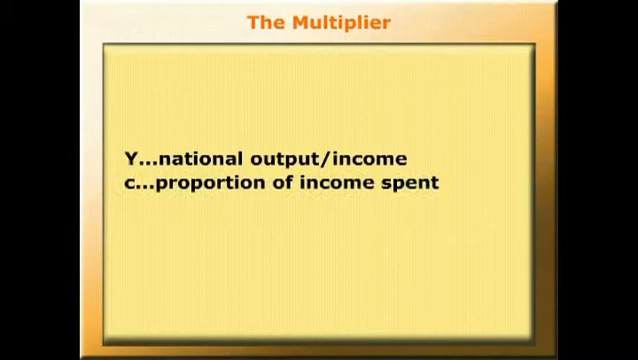 The Multiplier
Y...national output/income
c...proportion of income spent